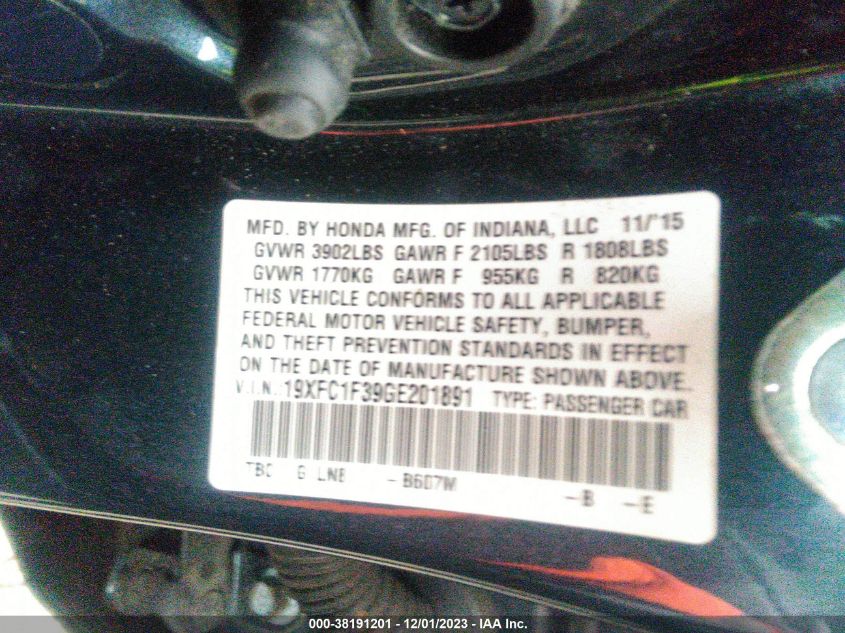 MFD. BY HONDA MFG. OF INDIANA, LLC 11/'15
GVWR 3902LBS GAWR F 2105LBS R 1808LBS
GVWR 1770KG GAWR F 955KG R 820KG
THIS VEHICLE CONFORMS TO ALL APPLICABLE
FEDERAL MOTOR VEHICLE SAFETY, BUMPER,
AND THEFT PREVENTION STANDARDS IN EFFECT
ON THE DATE OF MANUFACTURE SHOWN ABOVE.
V.I.N.:19XFC1F39GE201891 TYPE: PASSENGER CAR
G -B607M -B -E
000-38191201 - 12/01/2023 - IAA Inc.